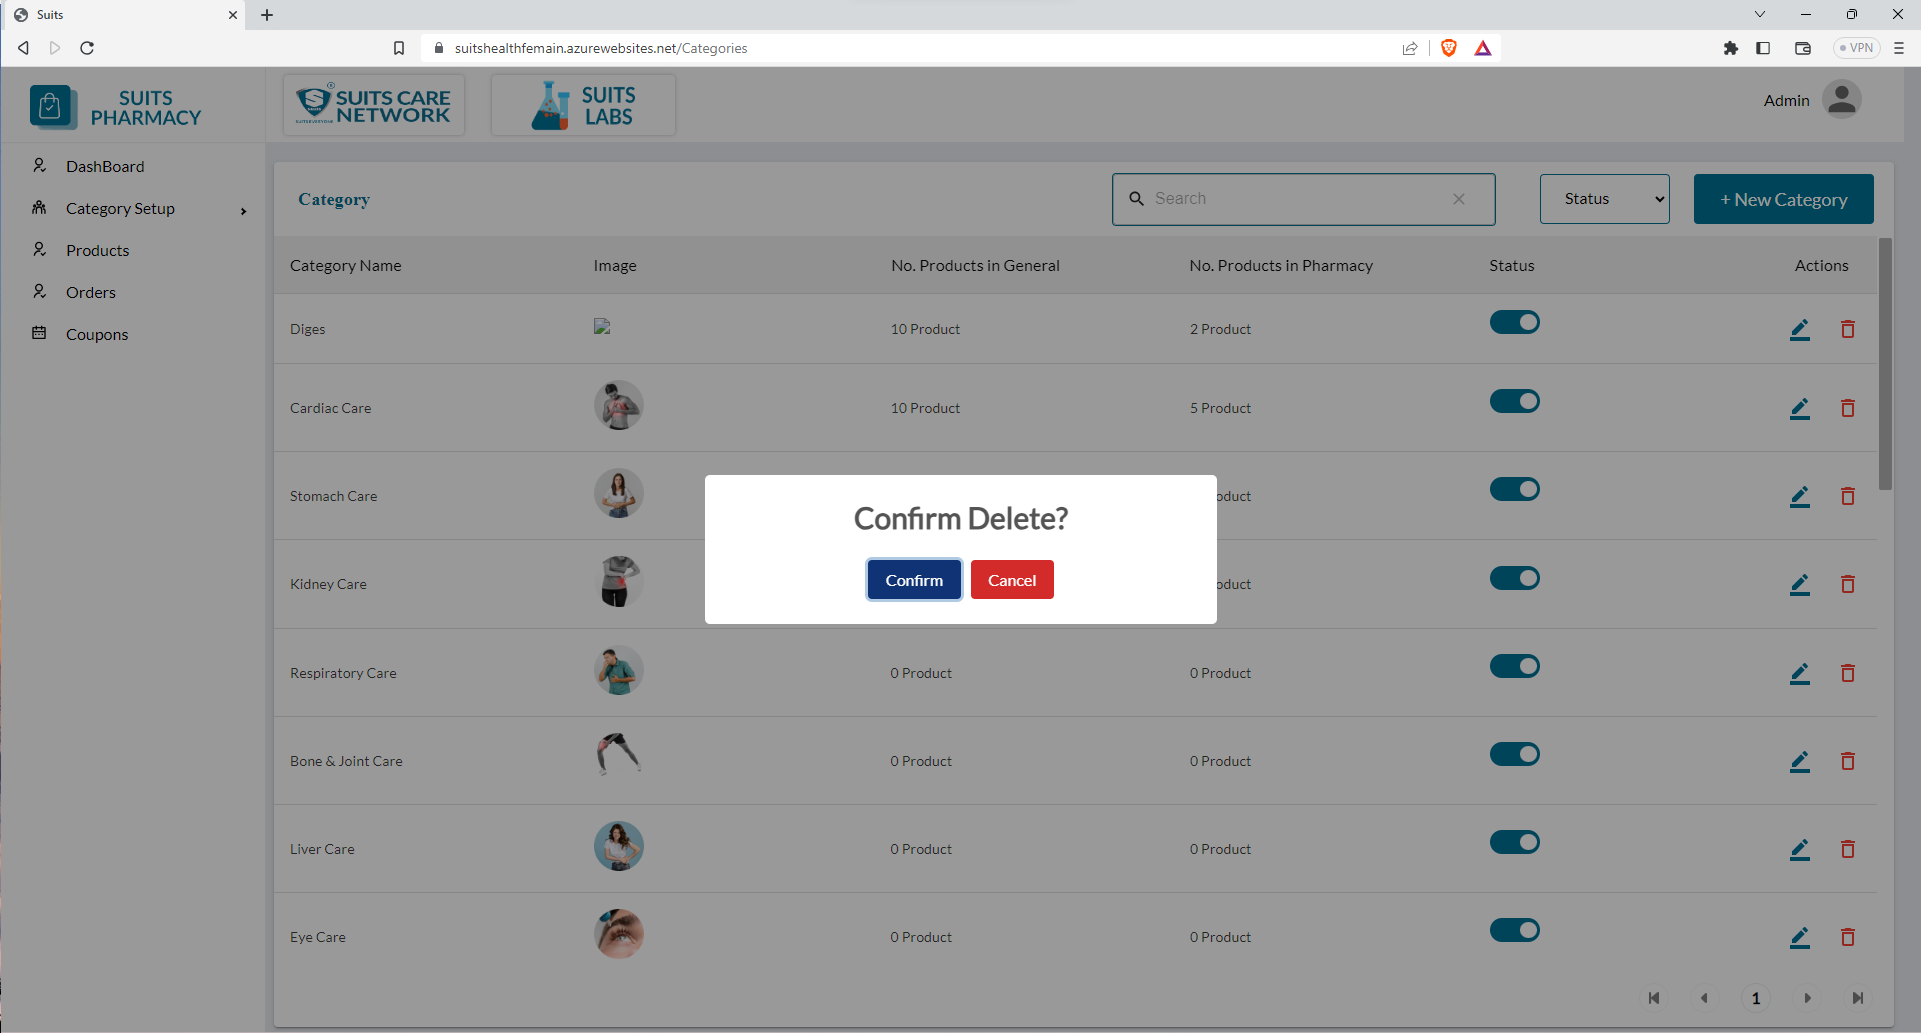 Suits
suitshealthfemain.azurewebsites.net/Categories
VPN
SUITS
PHARMACY
SUITS CARE
NETWORK
SUITS
LABS
Admin
DashBoard
Category Setup
Products
Orders
Coupons
Category
Search
Status
+ New Category
Category Name Image No. Products in General No. Products in Pharmacy Status Actions
Diges 10 Product 2 Product
Cardiac Care 10 Product 5 Product
Stomach Care oduct
Kidney Care oduct
Confirm Delete?
Confirm Cancel
Respiratory Care 0 Product 0 Product
Bone & Joint Care 0 Product 0 Product
Liver Care 0 Product 0 Product
Eye Care 0 Product 0 Product
1